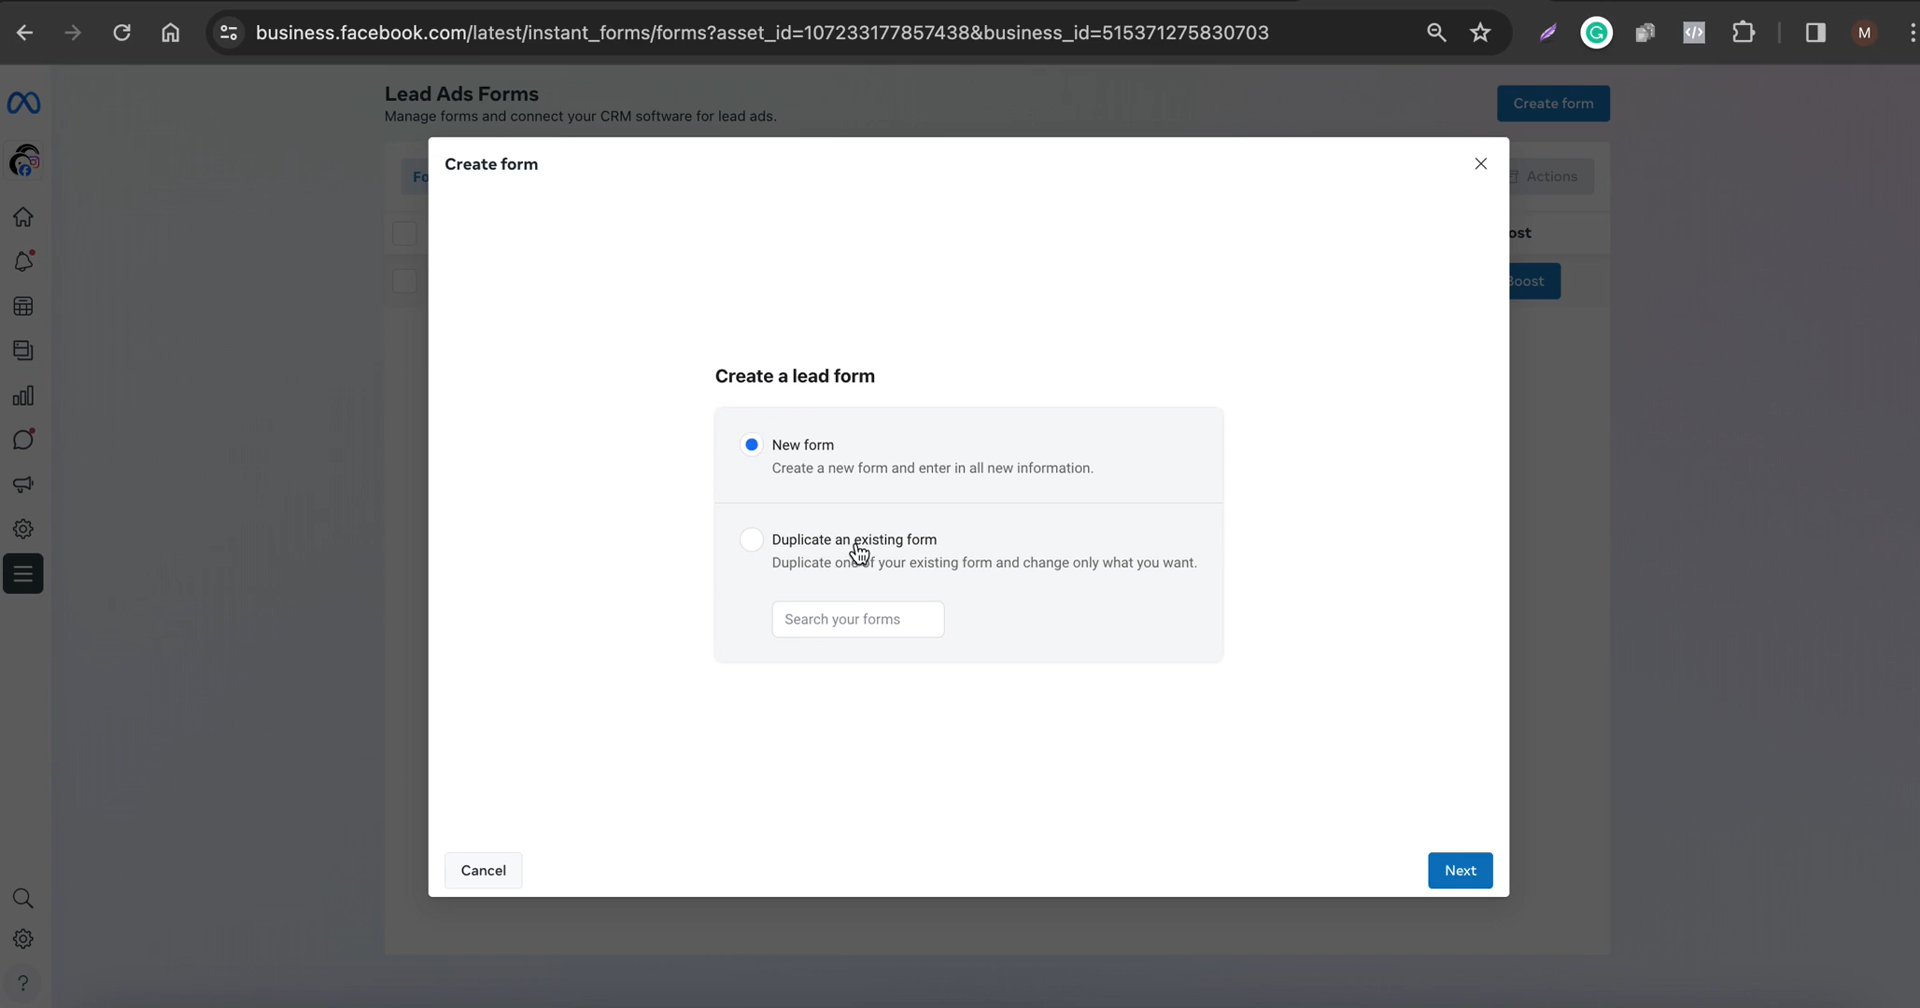 business.facebook.com/latest/instant_forms/forms?asset_id=107233177857438&business_id=515371275830703
M
Lead Ads Forms
Manage forms and connect your CRM software for lead ads.
Create form
Create form
Fo
Actions
ost
Boost
Create a lead form
New form
Create a new form and enter in all new information.
Duplicate an existing form
Duplicate one of your existing form and change only what you want.
Search your forms
Cancel
Next